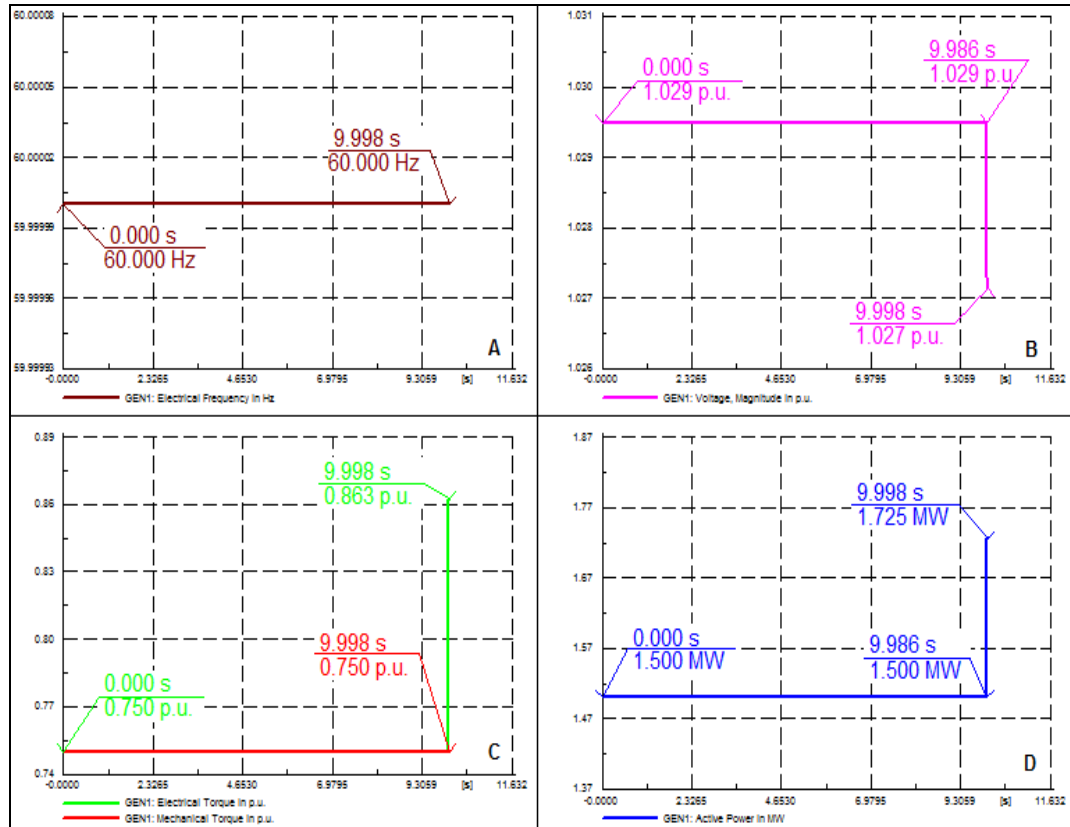 60.00008
60.00005
60.00002
59.99999
59.99996
59.99993
9.998 s
60.000 Hz
0.000 s
60.000 Hz
A
-0.0000 2.3265 4.6530 6.9795 9.3059 [s] 11.632
GEN1: Electrical Frequency in Hz
1.031
1.030
1.029
1.028
1.027
1.026
0.000 s
1.029 p.u.
9.986 s
1.029 p.u
9.998 s
1.027 p.u.
B
-0.0000 2.3265 4.6530 6.9795 9.3059 [s] 11.632
GEN1: Voltage, Magnitude in p.u.
0.89
0.86
0.83
0.80
0.77
0.74
9.998 s
0.863 p.u.
9.998 s
0.750 p.u.
0.000 s
0.750 p.u.
C
-0.0000 2.3265 4.6530 6.9795 9.3059 [s] 11.632
GEN1: Electrical Torque in p.u.
GEN1: Mechanical Torque in p.u.
1.87
1.77
1.67
1.57
1.47
1.37
9.998 s
1.725 MW
0.000 s
1.500 MW
9.986 s
1.500 MW
D
-0.0000 2.3265 4.6530 6.9795 9.3059 [s] 11.632
GEN1: Active Power in MW